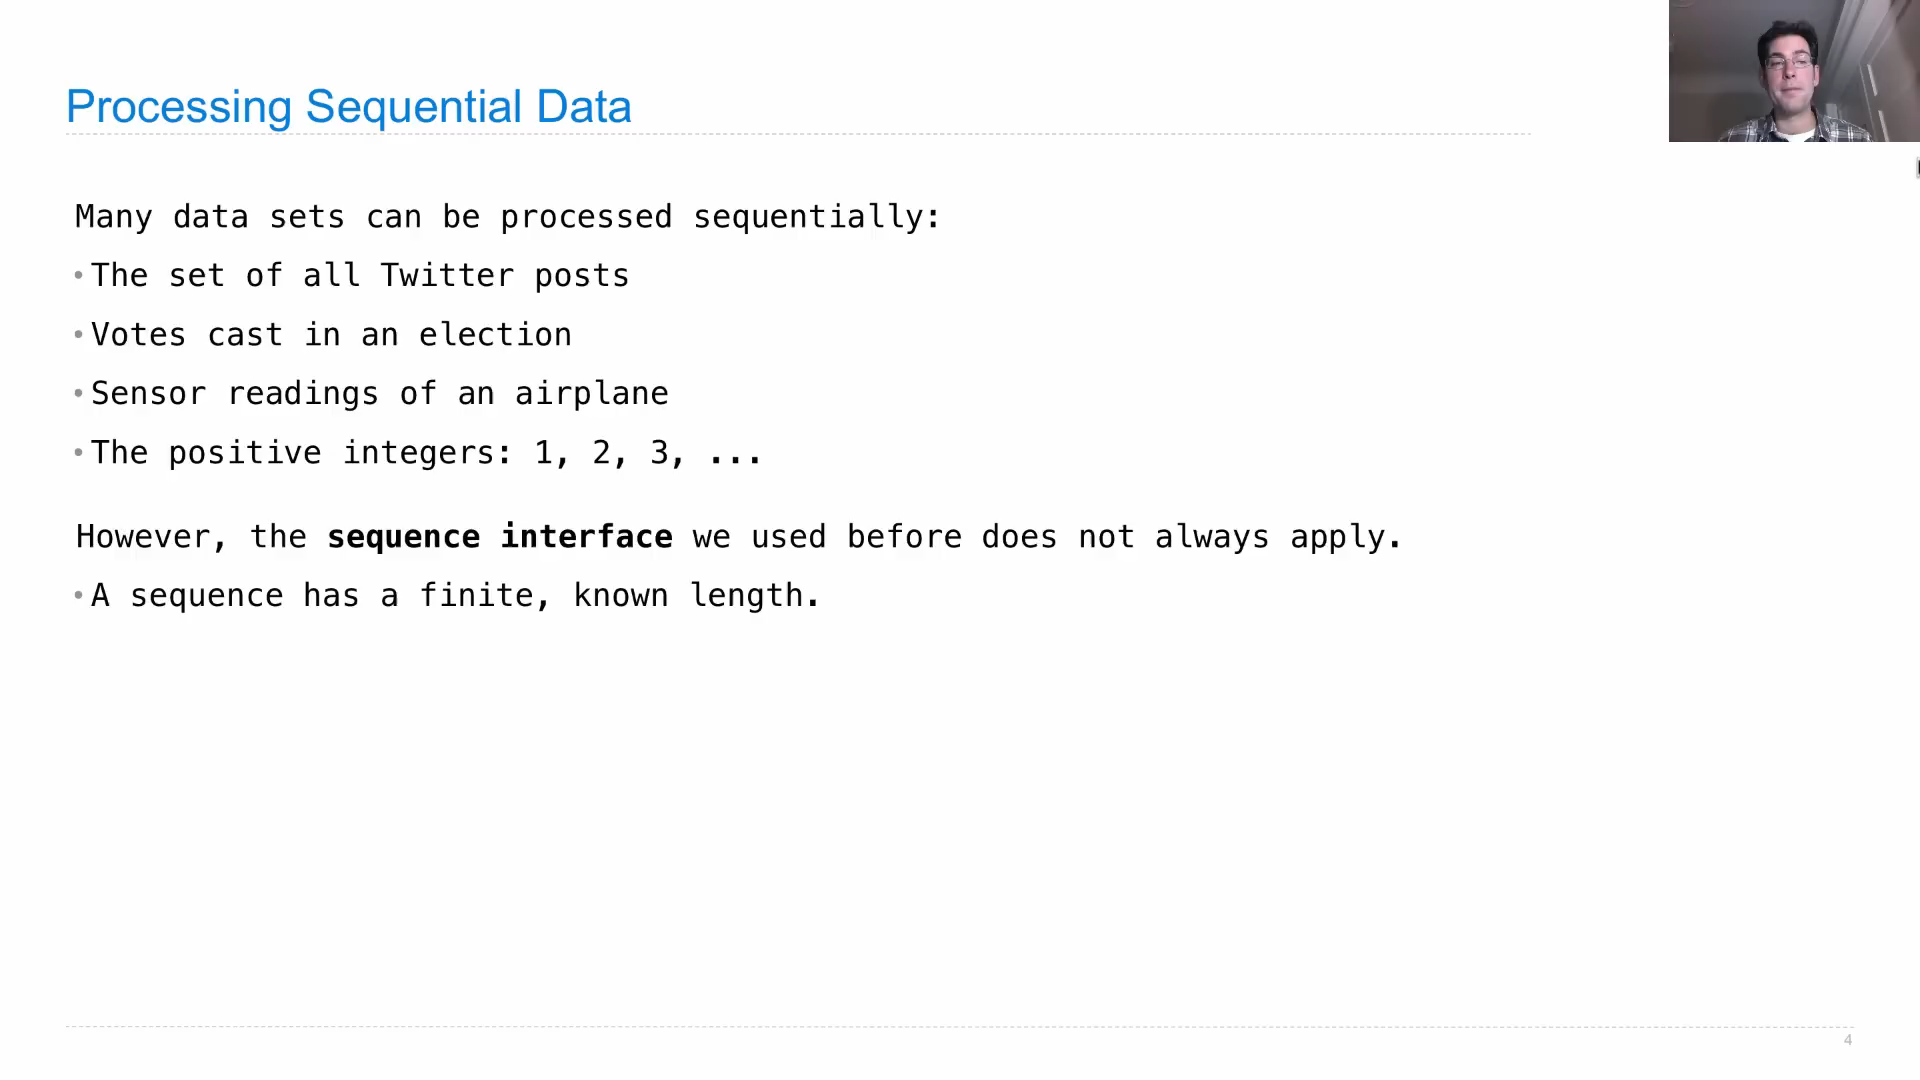 Processing Sequential Data
Many data sets can be processed sequentially:
•The set of all Twitter posts
•Votes cast in an election
•Sensor readings of an airplane
•The positive integers: 1, 2, 3, ...
However, the sequence interface we used before does not always apply.
•A sequence has a finite, known length.
4